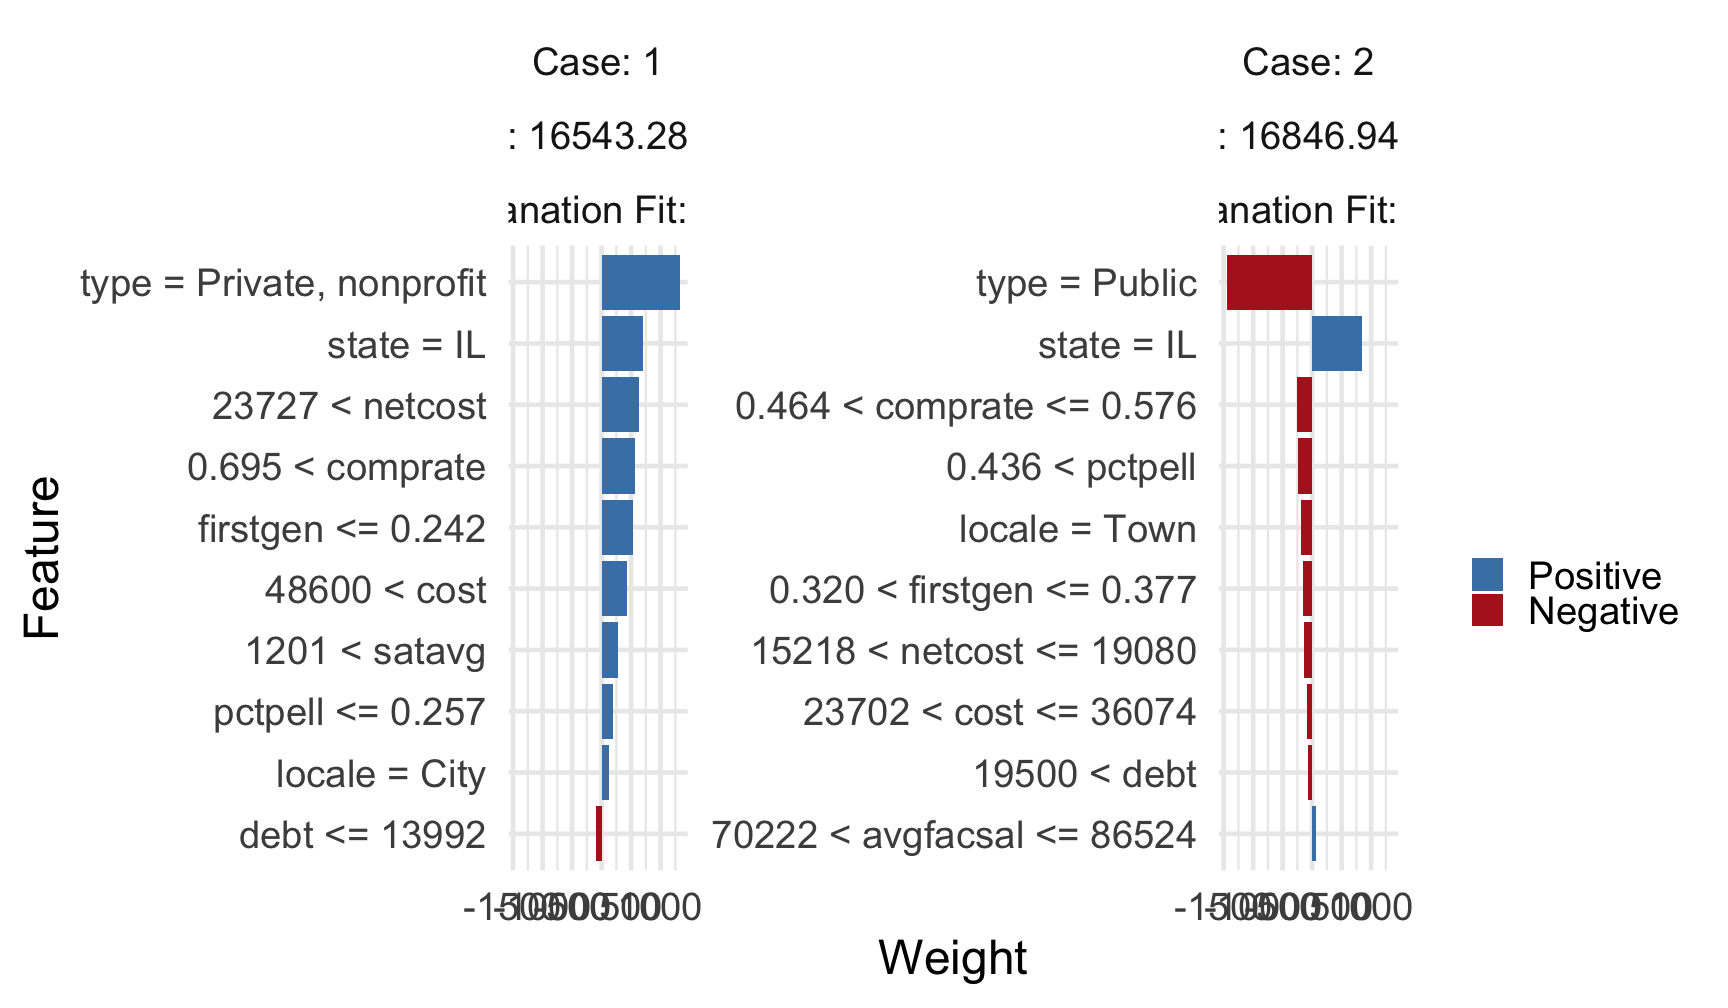 Case: 1
: 16543.28
anation Fit:
type = Private, nonprofit
state = IL
23727 < netcost
0.695 < comprate
firstgen <= 0.242
48600 < cost
1201 < satavg
pctpell <= 0.257
locale = City
debt <= 13992
Case: 2
: 16846.94
anation Fit:
type = Public
state = IL
0.464 < comprate <= 0.576
0.436 < pctpell
locale = Town
0.320 < firstgen <= 0.377
15218 < netcost <= 19080
23702 < cost <= 36074
19500 < debt
70222 < avgfacsal <= 86524
Feature
Weight
Positive
Negative